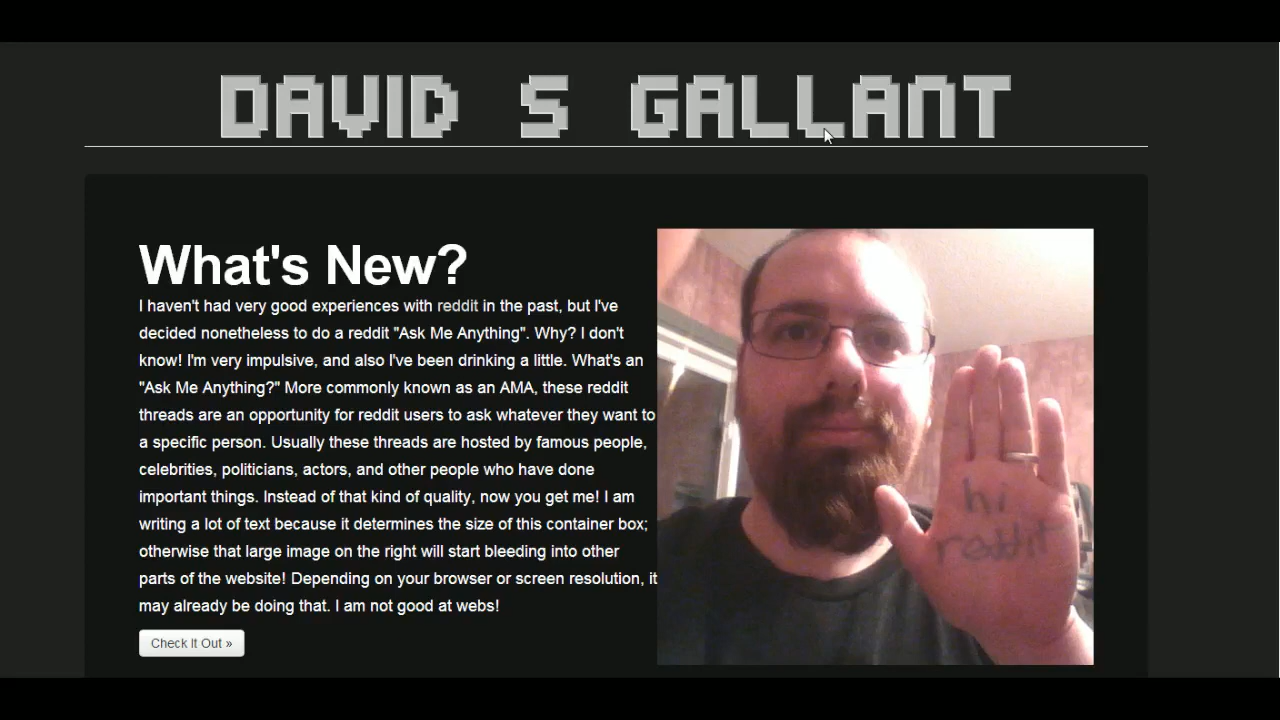 DAVID S GALLANT
What's New?
I haven't had very good experiences with reddit in the past, but I've
decided nonetheless to do a reddit "Ask Me Anything". Why? I don't
know! I'm very impulsive, and also I've been drinking a little. What's an
"Ask Me Anything?" More commonly known as an AMA, these reddit
threads are an opportunity for reddit users to ask whatever they want to
a specific person. Usually these threads are hosted by famous people,
celebrities, politicians, actors, and other people who have done
important things. Instead of that kind of quality, now you get me! I am
writing a lot of text because it determines the size of this container box;
otherwise that large image on the right will start bleeding into other
parts of the website! Depending on your browser or screen resolution, it
may already be doing that. I am not good at webs!
Check It Out »
hi
reddit